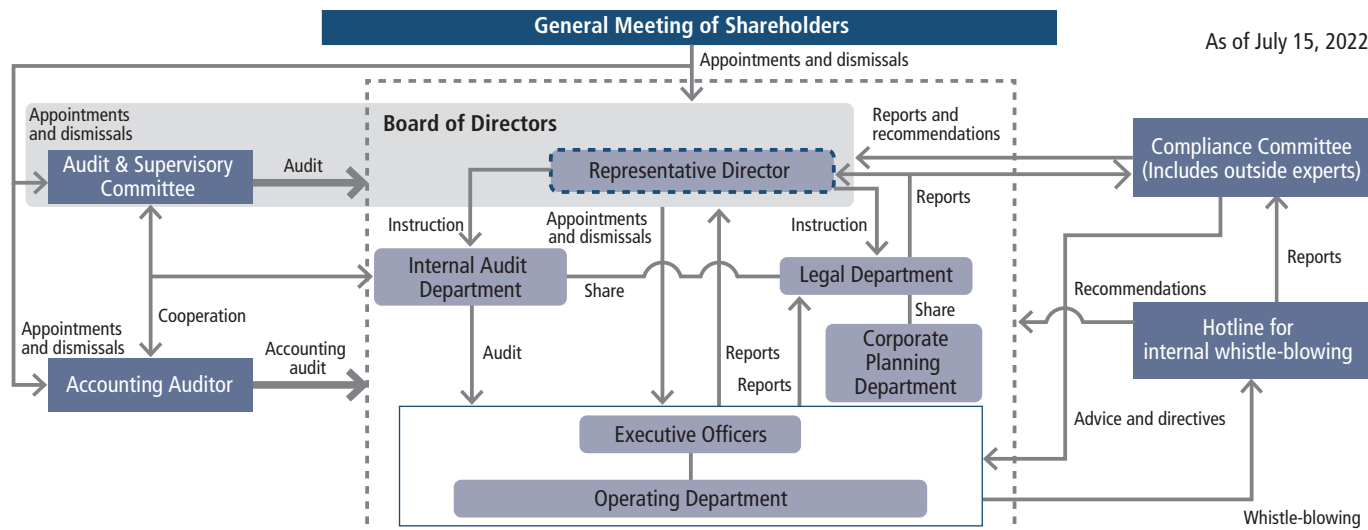 General Meeting of Shareholders
As of July 15, 2022
Appointments and dismissals
Appointments
and dismissals
Board of Directors
Reports and
recommendations
Audit & Supervisory
Committee
Audit
Representative Director
Compliance Committee
(Includes outside experts)
Instruction
Appointments
and dismissals
Instruction
Reports
Internal Audit
Department
Share
Legal Department
Reports
Recommendations
Cooperation
Share
Appointments
and dismissals
Accounting
audit
Accounting Auditor
Audit
Reports
Reports
Corporate
Planning
Department
Hotline for
internal whistle-blowing
Advice and directives
Executive Officers
Operating Department
Whistle-blowing